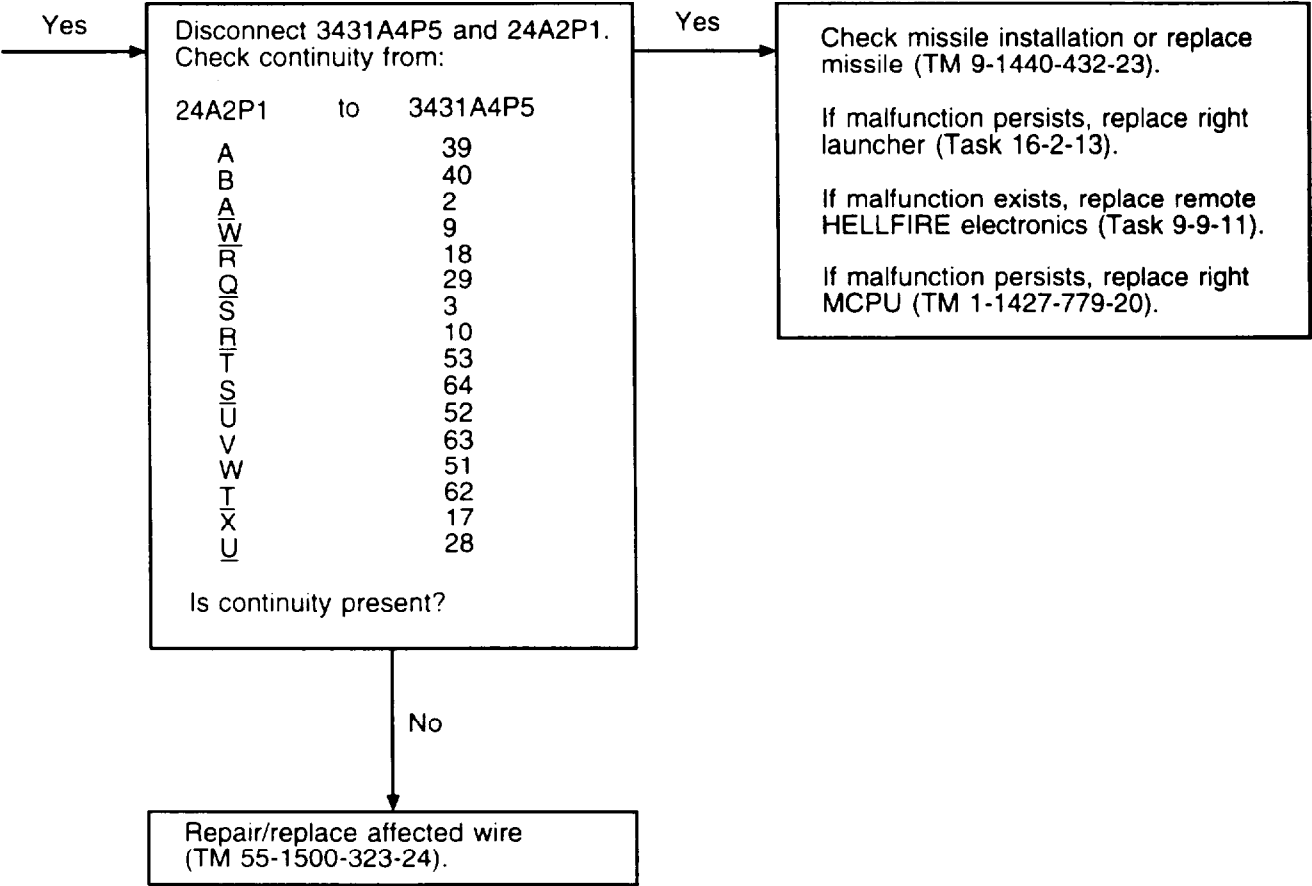 Yes
Disconnect 3431A4P5 and 24A2P1.
Check continuity from:
24A2P1 to 3431A4P5
A 39
B 40
A̲ 2
W̲ 9
R 18
Q̲ 29
S 3
R̲ 10
T 53
S̲ 64
U 52
V 63
W 51
T̲ 62
X 17
U̲ 28
Is continuity present?
Yes
Check missile installation or replace
missile (TM 9-1440-432-23).
If malfunction persists, replace right
launcher (Task 16-2-13).
If malfunction exists, replace remote
HELLFIRE electronics (Task 9-9-11).
If malfunction persists, replace right
MCPU (TM 1-1427-779-20).
No
Repair/replace affected wire
(TM 55-1500-323-24).